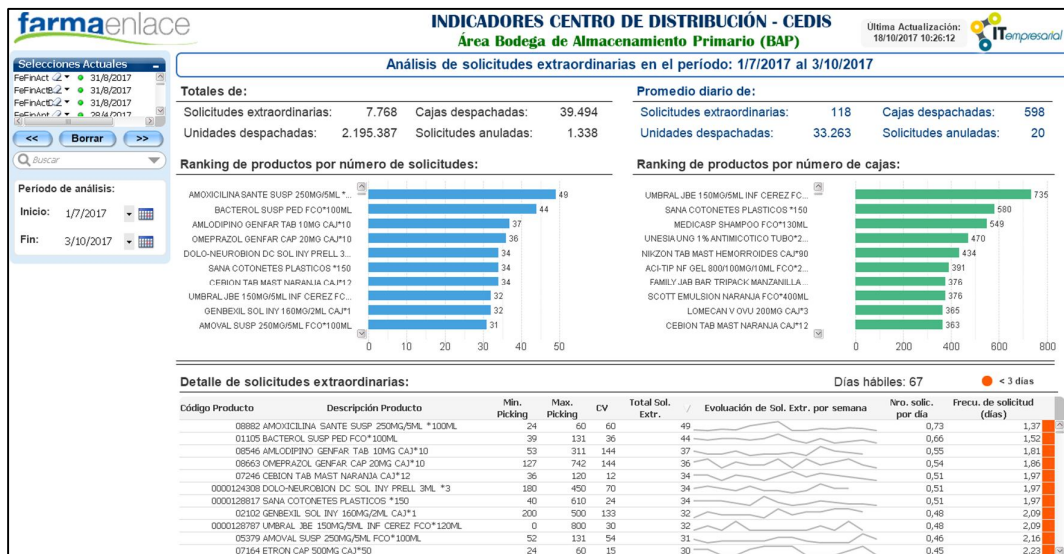 farmaenlace
INDICADORES CENTRO DE DISTRIBUCIÓN - CEDIS
Área Bodega de Almacenamiento Primario (BAP)
Última Actualización:
18/10/2017 10:26:12
ITempresarial
Selecciones Actuales
FeFinAct 31/8/2017
31/8/2017
31/8/2017
<< Borrar >>
Buscar
Período de análisis:
Inicio: 1/7/2017
Fin: 3/10/2017
Análisis de solicitudes extraordinarias en el período: 1/7/2017 al 3/10/2017
Totales de:
Solicitudes extraordinarias: 7.768 Cajas despachadas: 39.494
Unidades despachadas: 2.195.387 Solicitudes anuladas: 1.338
Promedio diario de:
Solicitudes extraordinarias: 118 Cajas despachadas: 598
Unidades despachadas: 33.263 Solicitudes anuladas: 20
Ranking de productos por número de solicitudes:
AMOXICILINA SANTE SUSP 250MG/5ML *... 49
BACTEROL SUSP PED FCO*100ML 44
AMLODIPINO GENFAR TAB 10MG CAJ*10 37
OMEPRAZOL GENFAR CAP 20MG CAJ*10 36
DOLO-NEUROBION DC SOL INY PRELL 3... 34
SANA COTONETES PLASTICOS *150 34
CEBION TAB MAST NARANJA CAJ*12 34
UMBRAL JBE 150MG/5ML INF CEREZ FC... 32
GENBEXIL SOL INY 160MG/2ML CAJ*1 32
AMOVAL SUSP 250MG/5ML FCO*100ML 31
0 10 20 30 40 50
Ranking de productos por número de cajas:
UMBRAL JBE 150MG/5ML INF CEREZ FC... 735
SANA COTONETES PLASTICOS *150 580
MEDICASP SHAMPOO FCO*130ML 549
UNESIA UNG 1% ANTIMICOTICO TUBO*2... 470
NIKZON TAB MAST HEMORROIDES CAJ*90 434
ACI-TIP NF GEL 800/100MG/10ML FCO*2... 391
FAMILY JAB BAR TRIPACK MANZANILLA... 376
SCOTT EMULSION NARANJA FCO*400ML 376
LOMECAN V OVU 200MG CAJ*3 365
CEBION TAB MAST NARANJA CAJ*12 363
0 200 400 600 800
Detalle de solicitudes extraordinarias: Días hábiles: 67 < 3 días
Código Producto Descripción Producto Min. Picking Max. Picking CV Total Sol. Extr. / Evaluación de Sol. Extr. por semana Nro. solic. por día Frecu. de solicitud (días)
08882 AMOXICILINA SANTE SUSP 250MG/5ML *100ML 24 60 60 49 0,73 1,37
01105 BACTEROL SUSP PED FCO*100ML 39 131 36 44 0,66 1,52
08546 AMLODIPINO GENFAR TAB 10MG CAJ*10 53 311 144 37 0,55 1,81
08663 OMEPRAZOL GENFAR CAP 20MG CAJ*10 127 742 144 36 0,54 1,86
07246 CEBION TAB MAST NARANJA CAJ*12 36 120 12 34 0,51 1,97
0000124308 DOLO-NEUROBION DC SOL INY PRELL 3ML *3 180 450 70 34 0,51 1,97
0000128817 SANA COTONETES PLASTICOS *150 40 610 24 34 0,51 1,97
02102 GENBEXIL SOL INY 160MG/2ML CAJ*1 200 500 133 32 0,48 2,09
0000128787 UMBRAL JBE 150MG/5ML INF CEREZ FCO*120ML 0 800 30 32 0,48 2,09
05379 AMOVAL SUSP 250MG/5ML FCO*100ML 52 131 54 31 0,46 2,16
07164 ETRON CAP 500MG CAJ*50 24 60 15 30 0,45 2,23